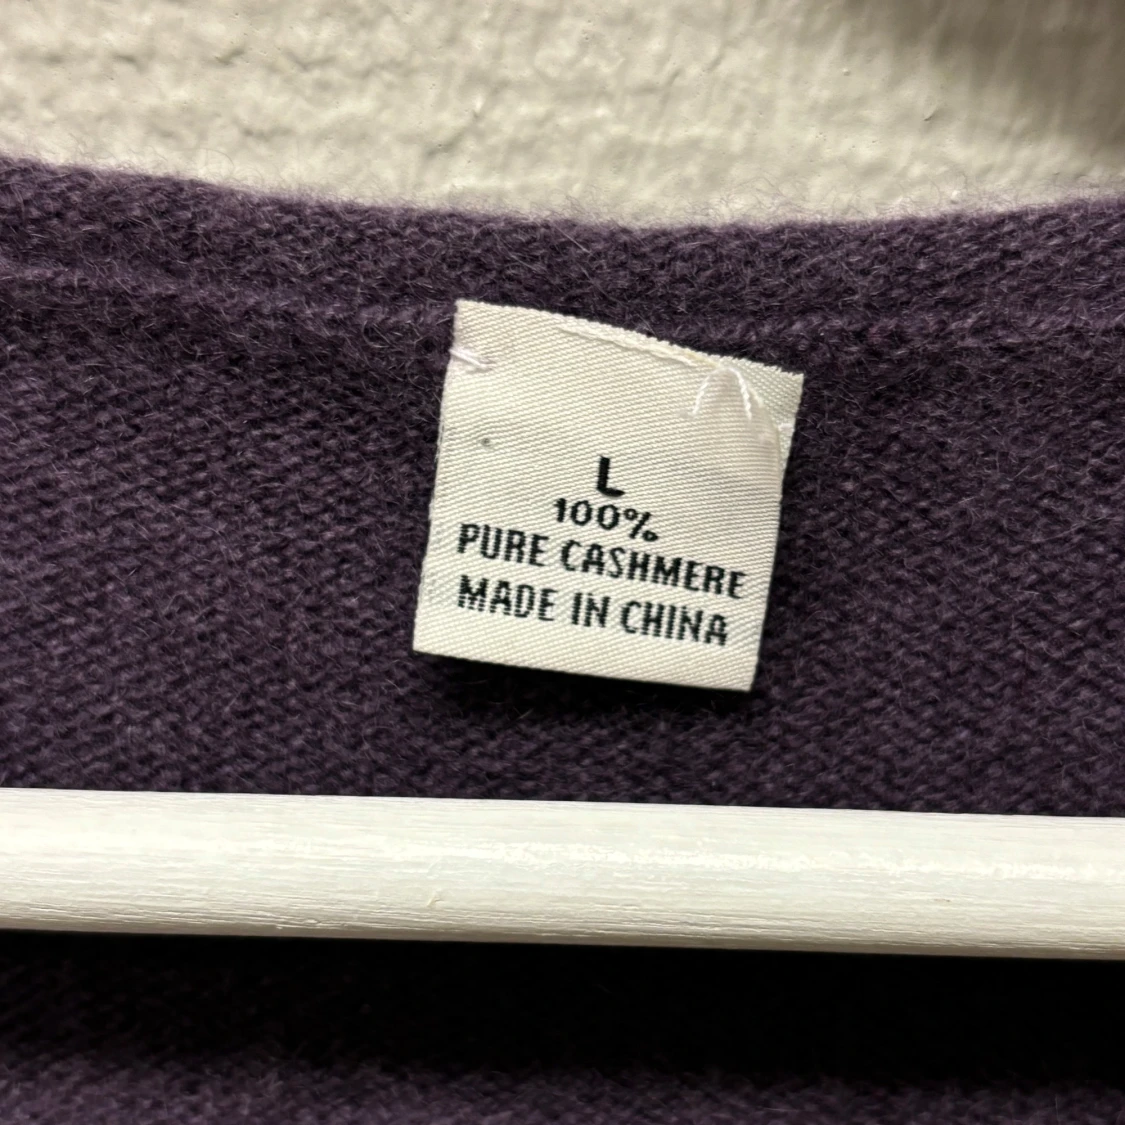 L
100%
PURE CASHMERE
MADE IN CHINA